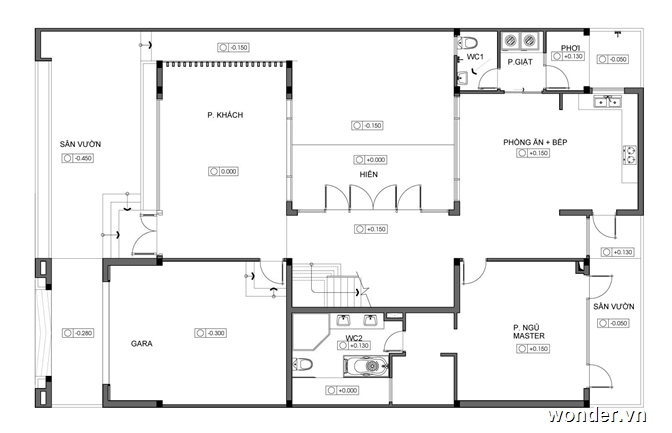 -0.150
WC1
P.GIẶT
PHƠI
+0.130
-0.050
P. KHÁCH
SÂN VƯỜN
-0.450
-0.150
PHÒNG ĂN + BẾP
+0.150
0.000
+0.000
HIÊN
+0.150
+0.130
-0.280
GARA
-0.300
WC2
+0.130
P. NGỦ
MASTER
+0.150
SÂN VƯỜN
-0.050
+0.000
wonder.vn